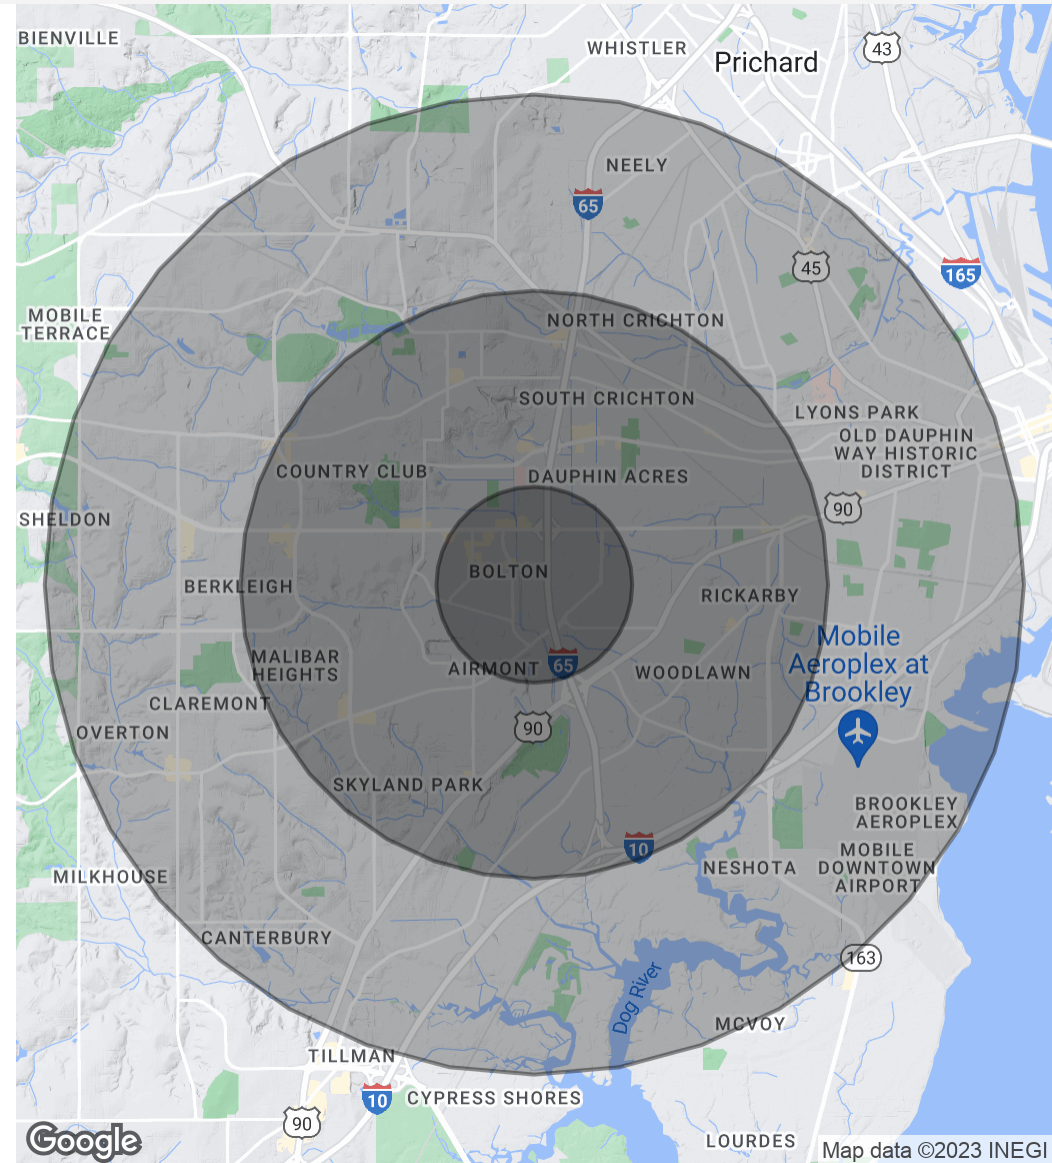 BIENVILLE
WHISTLER
Prichard
43
NEELY
65
45
165
MOBILE
TERRACE
NORTH CRICHTON
SOUTH CRICHTON
LYONS PARK
OLD DAUPHIN
WAY HISTORIC
DISTRICT
COUNTRY CLUB
DAUPHIN ACRES
90
SHELDON
BOLTON
BERKLEIGH
RICKARBY
Mobile
Aeroplex at
Brookley
MALIBAR
HEIGHTS
AIRMONT
65
WOODLAWN
CLAREMONT
OVERTON
90
SKYLAND PARK
BROOKLEY
AEROPLEX
10
MOBILE
DOWNTOWN
AIRPORT
NESHOTA
MILKHOUSE
CANTERBURY
163
Dog River
MCVOY
TILLMAN
10
CYPRESS SHORES
90
LOURDES
Google
Map data ©2023 INEGI